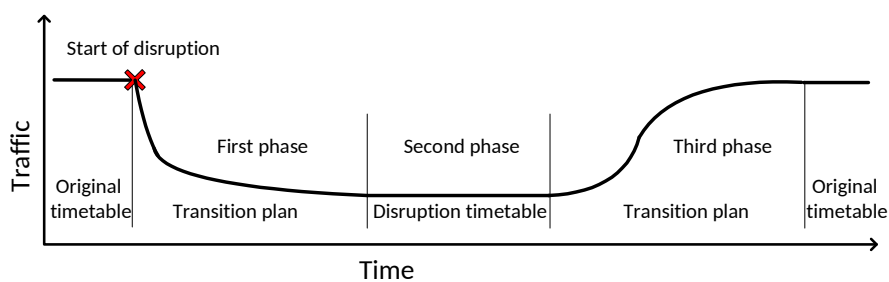 Start of disruption
First phase
Second phase
Third phase
Original
timetable
Transition plan
Disruption timetable
Transition plan
Original
timetable
Traffic
Time